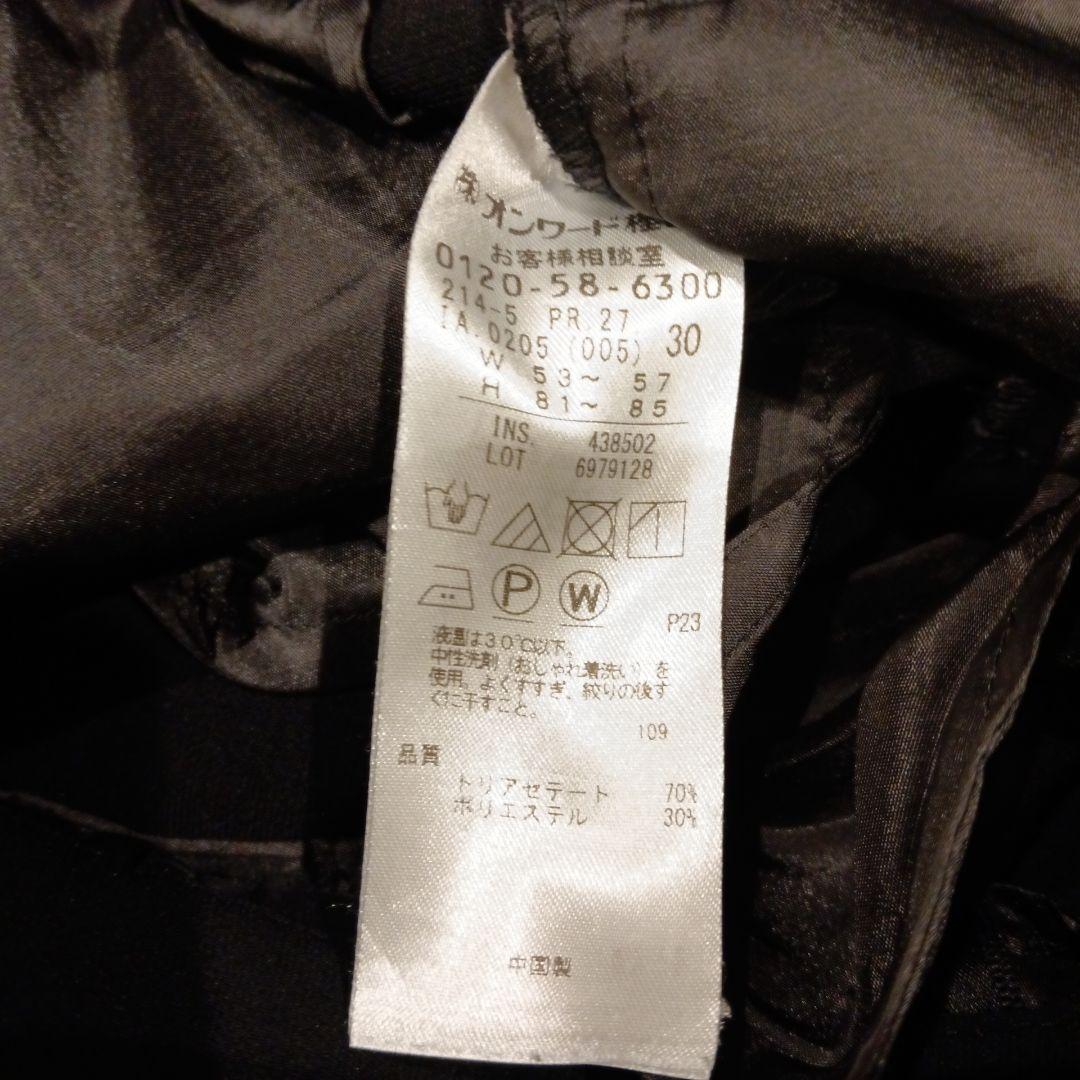 ㈱オンワード樫
お客様相談室
0120-58-6300
214-5 PR.27
IA.0205 (005) 30
W 53~ 57
H 81~ 85
INS. 438502
LOT 6979128
P W
P23
液温は30℃以下。
中性洗剤（おしゃれ着洗い）を
使用。よくすすぎ、絞りの後す
ぐに干すこと。
109
品質
トリアセテート 70%
ポリエステル 30%
中国製